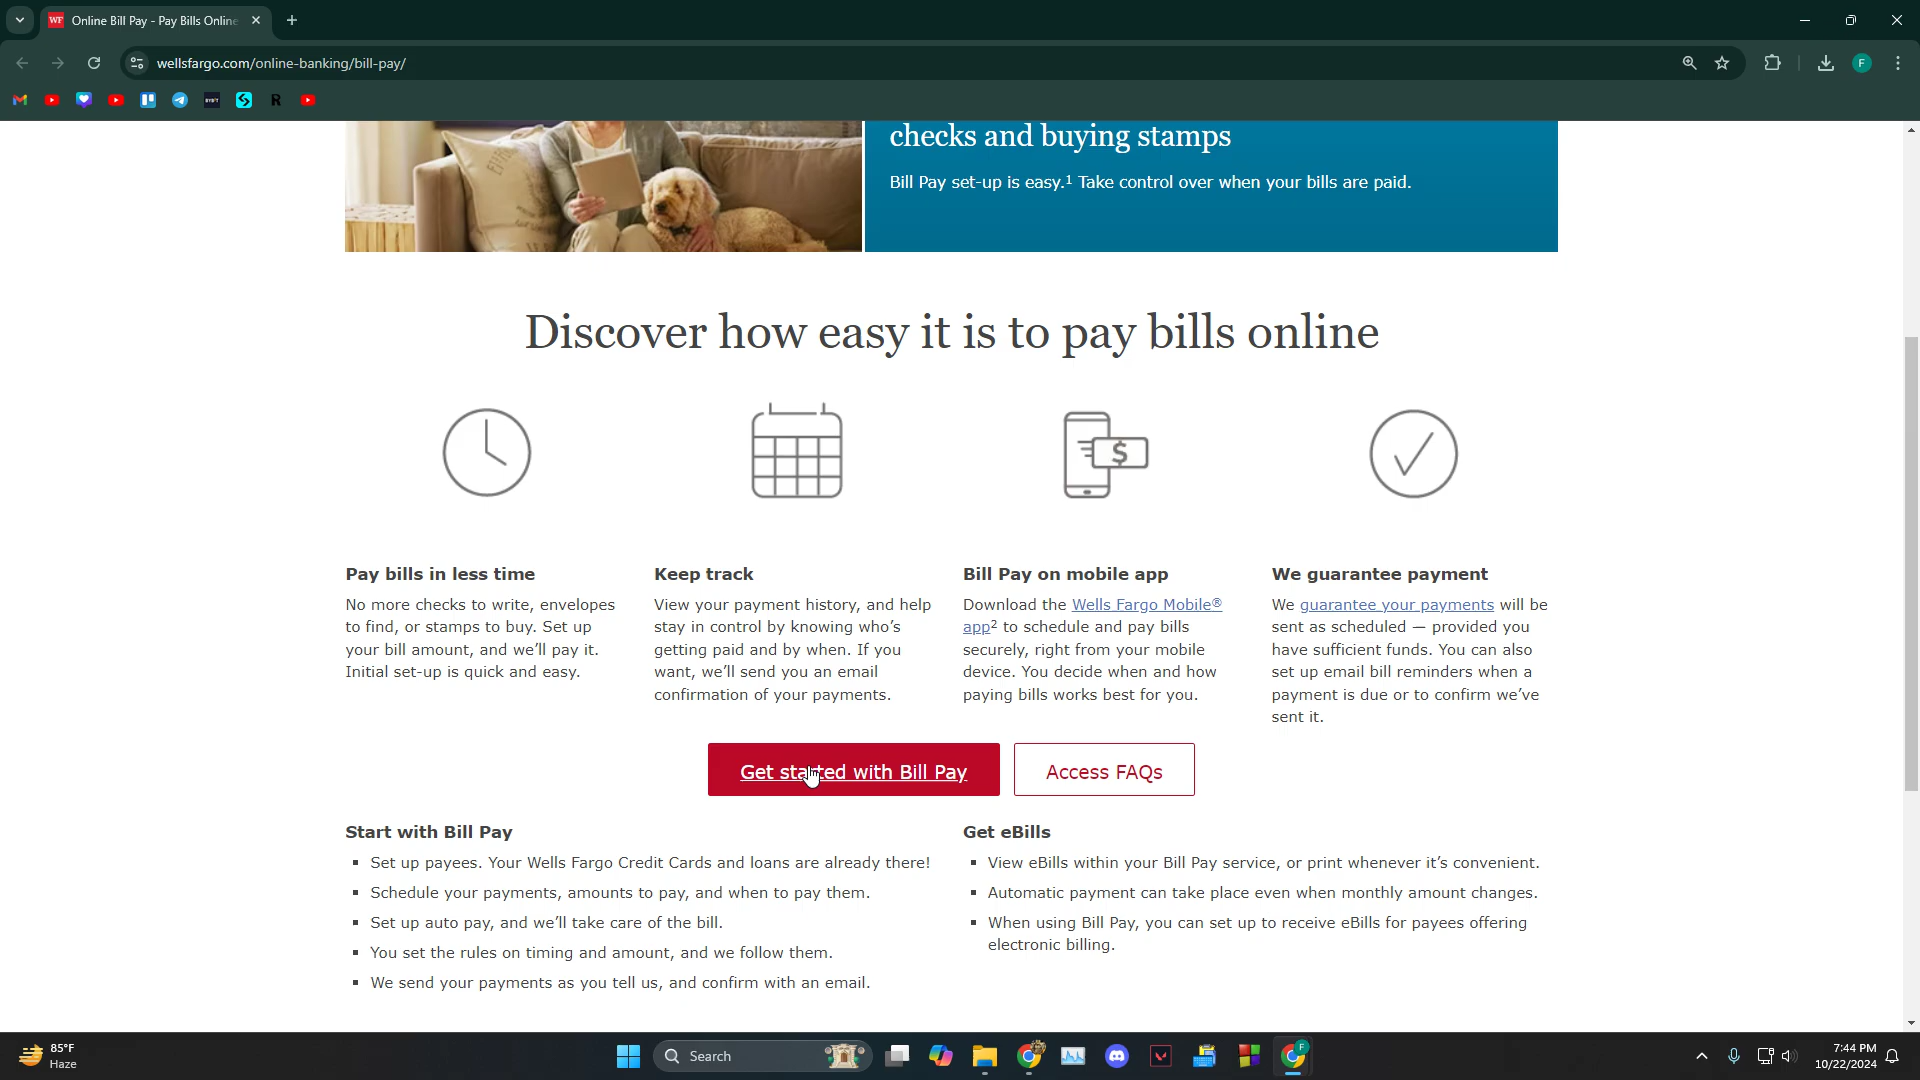 WF Online Bill Pay - Pay Bills Online
wellsfargo.com/online-banking/bill-pay/
F
BYBIT
R
checks and buying stamps
Bill Pay set-up is easy.¹ Take control over when your bills are paid.
Discover how easy it is to pay bills online
$
Pay bills in less time
No more checks to write, envelopes
to find, or stamps to buy. Set up
your bill amount, and we'll pay it.
Initial set-up is quick and easy.
Keep track
View your payment history, and help
stay in control by knowing who's
getting paid and by when. If you
want, we'll send you an email
confirmation of your payments.
Bill Pay on mobile app
Download the Wells Fargo Mobile®
app² to schedule and pay bills
securely, right from your mobile
device. You decide when and how
paying bills works best for you.
We guarantee payment
We guarantee your payments will be
sent as scheduled — provided you
have sufficient funds. You can also
set up email bill reminders when a
payment is due or to confirm we've
sent it.
Get started with Bill Pay
Access FAQs
Start with Bill Pay
▪ Set up payees. Your Wells Fargo Credit Cards and loans are already there!
▪ Schedule your payments, amounts to pay, and when to pay them.
▪ Set up auto pay, and we'll take care of the bill.
▪ You set the rules on timing and amount, and we follow them.
▪ We send your payments as you tell us, and confirm with an email.
Get eBills
▪ View eBills within your Bill Pay service, or print whenever it's convenient.
▪ Automatic payment can take place even when monthly amount changes.
▪ When using Bill Pay, you can set up to receive eBills for payees offering
electronic billing.
85°F
Haze
Search
F
7:44 PM
10/22/2024